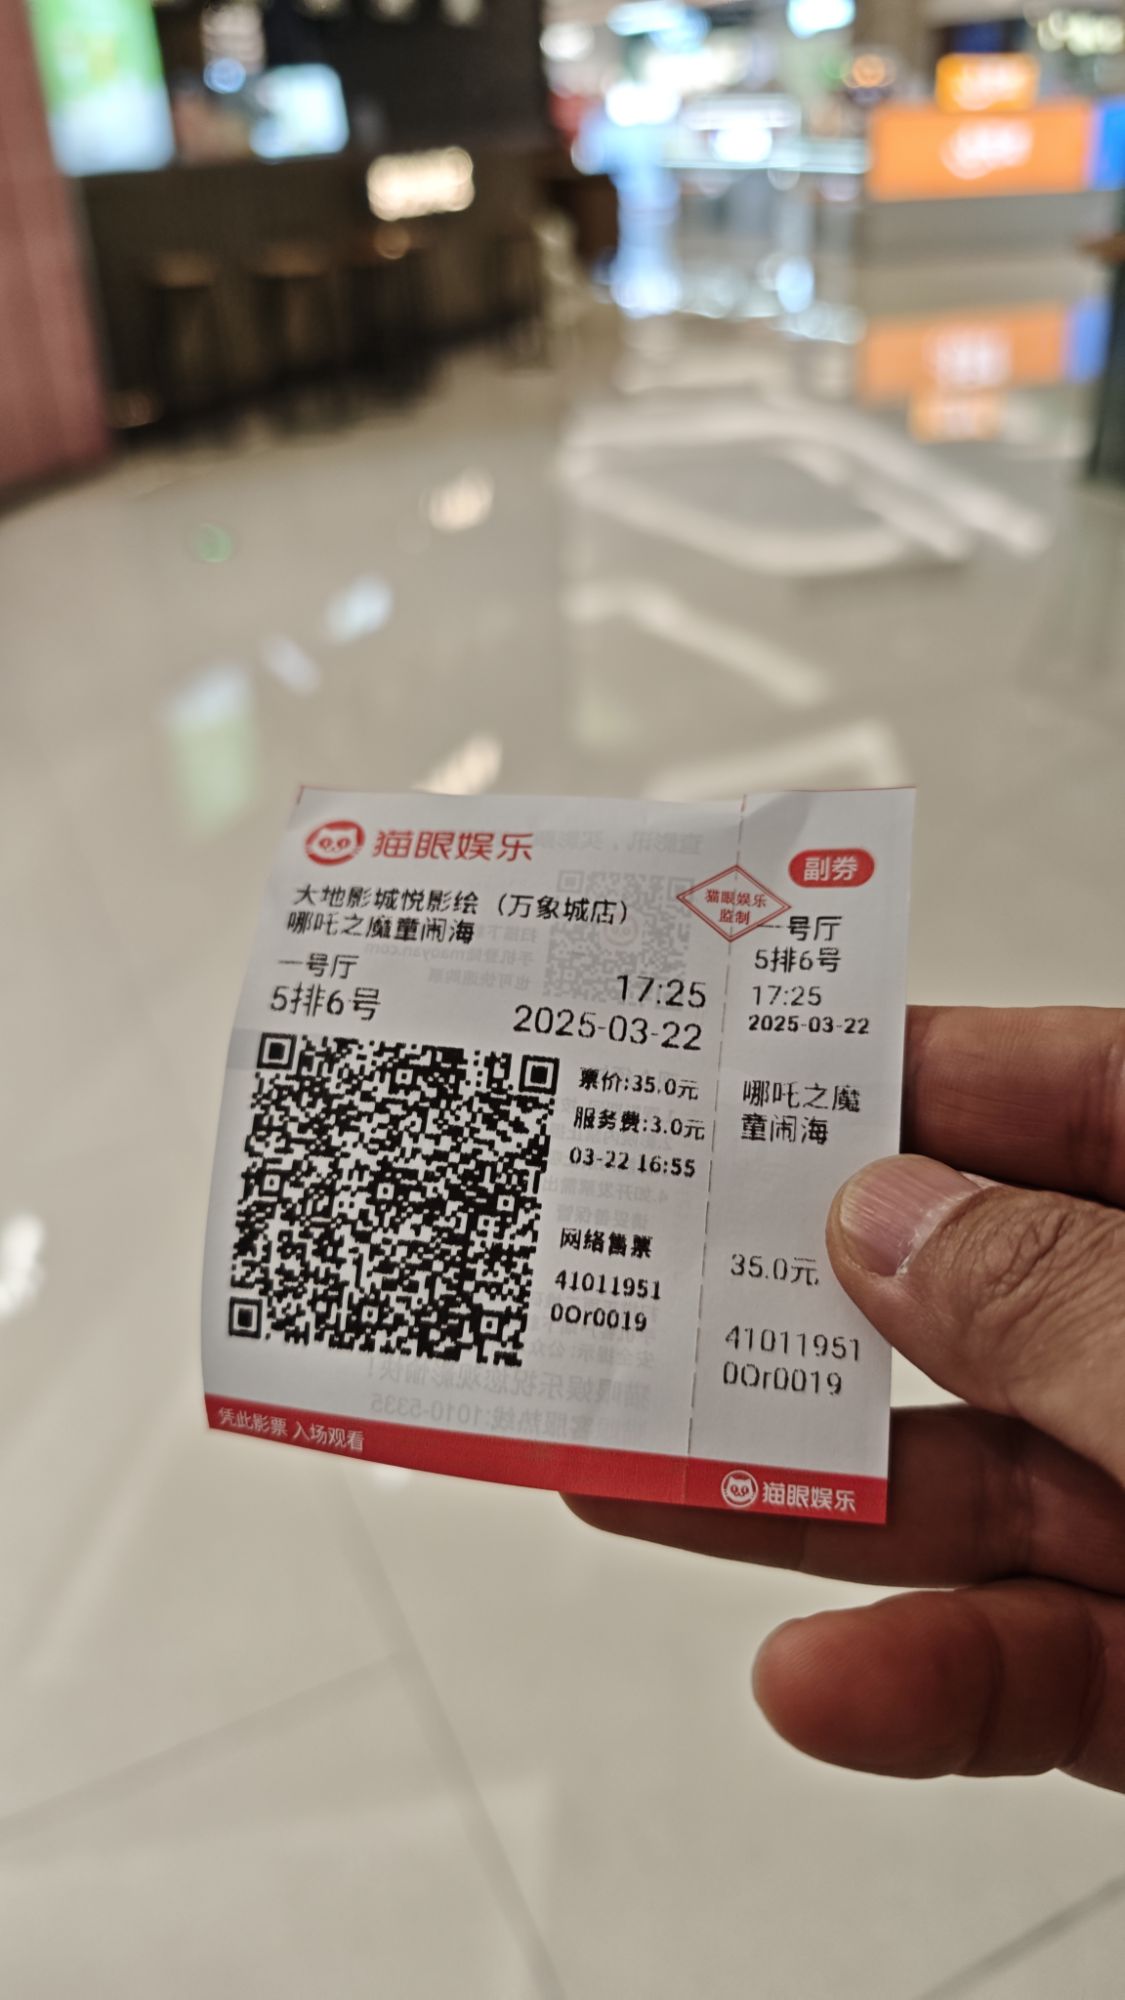 猫眼娱乐
大地影城悦影绘（万象城店）
哪吒之魔童闹海
一号厅
5排6号
17:25
2025-03-22
票价:35.0元
服务费:3.0元
03-22 16:55
网络售票
41011951
0Or0019
凭此影票 入场观看
猫眼娱乐
监制
副券
一号厅
5排6号
17:25
2025-03-22
哪吒之魔
童闹海
35.0元
41011951
0Or0019
猫眼娱乐